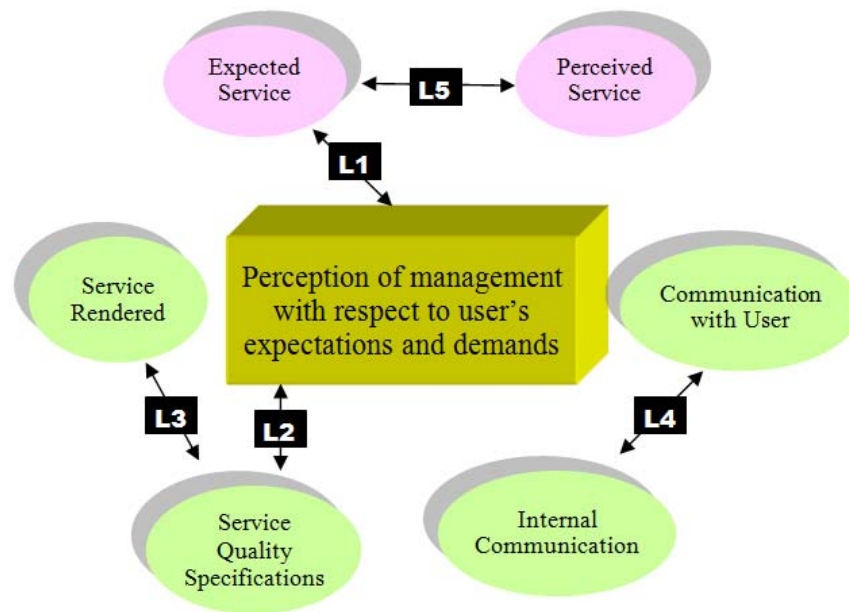 Expected
Service
Perceived
Service
L5
L1
Perception of management
with respect to user’s
expectations and demands
Service
Rendered
Communication
with User
L3
L2
L4
Service
Quality
Specifications
Internal
Communication